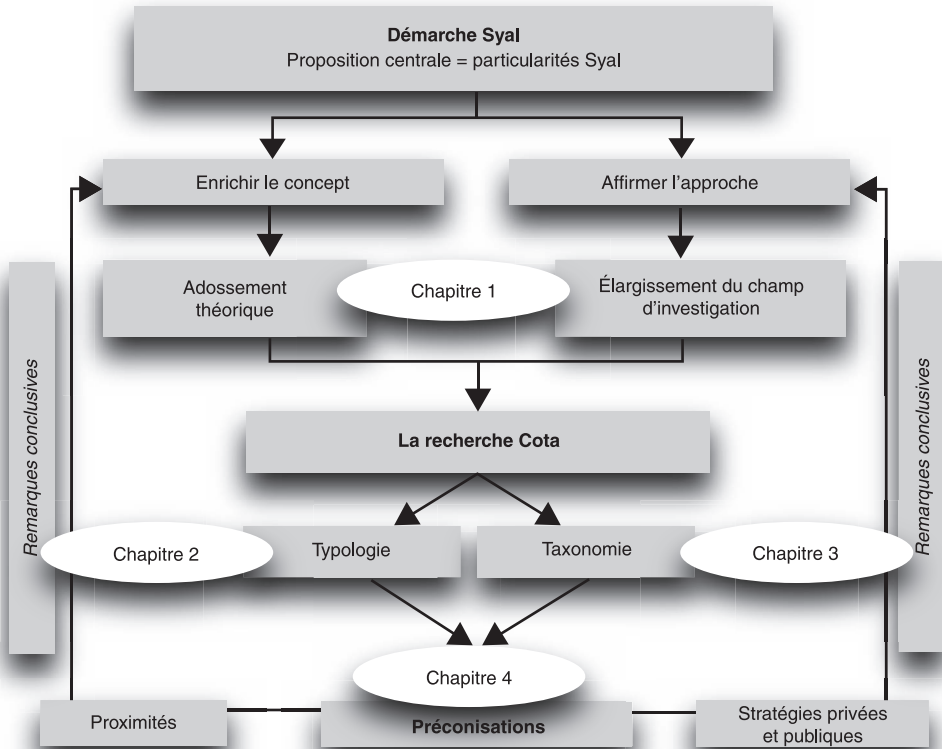 Démarche Syal
Proposition centrale = particularités Syal
Enrichir le concept
Affirmer l'approche
Adossement
théorique
Chapitre 1
Élargissement du champ
d'investigation
Remarques conclusives
Remarques conclusives
La recherche Cota
Chapitre 2
Typologie
Taxonomie
Chapitre 3
Chapitre 4
Proximités
Préconisations
Stratégies privées
et publiques